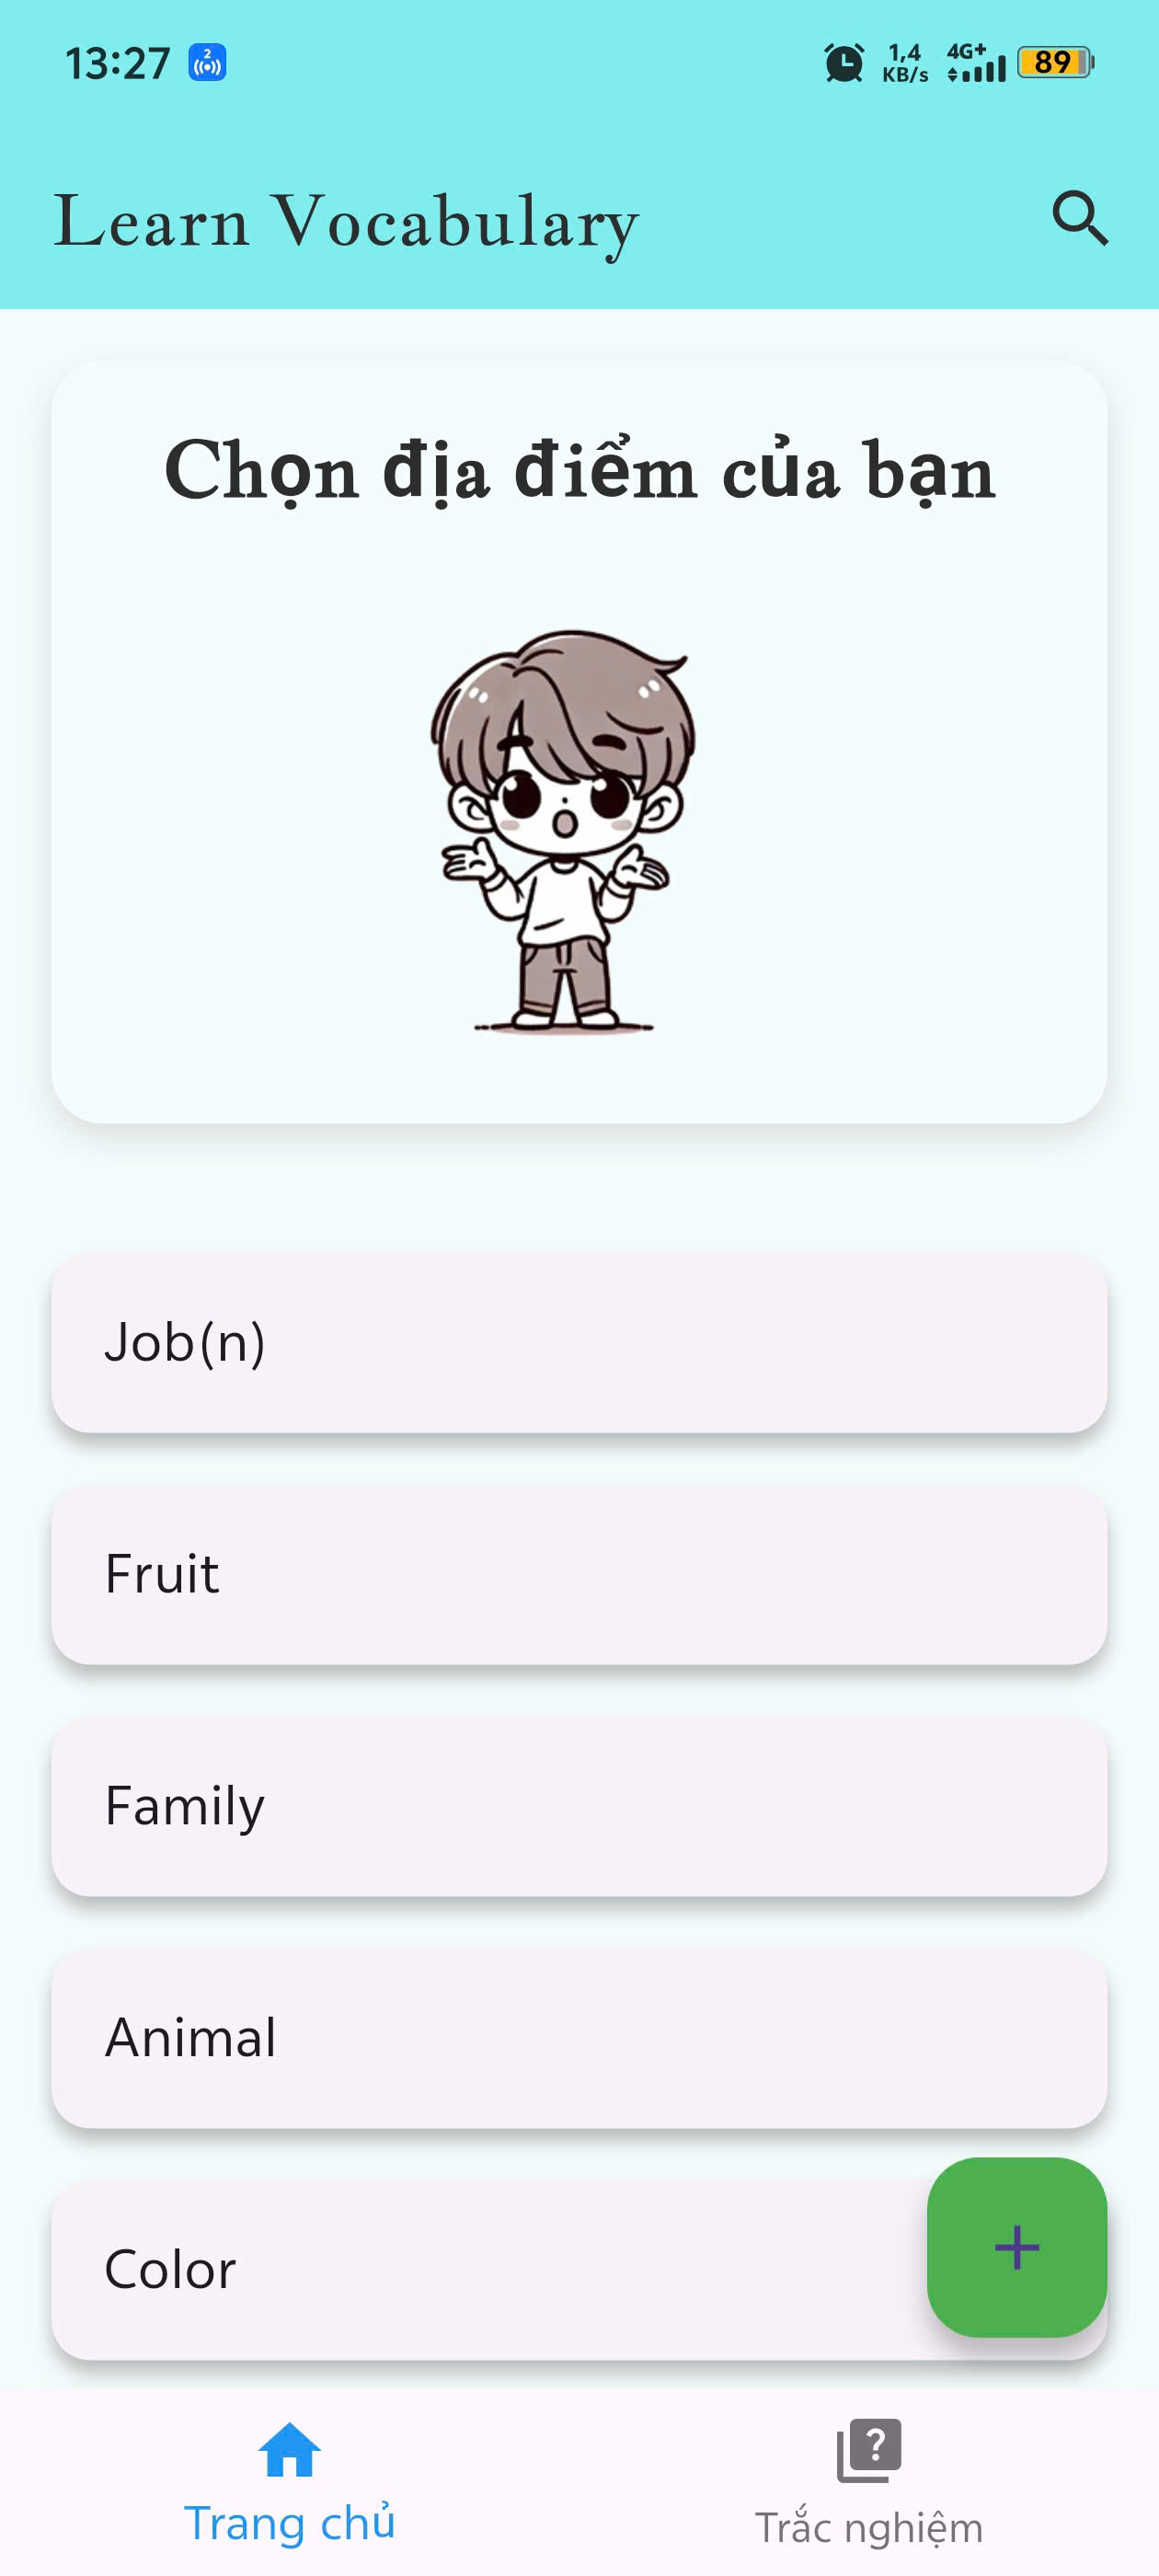 13:27
2
1,4
KB/s
4G+
89
Learn Vocabulary
Chọn địa điểm của bạn
Job(n)
Fruit
Family
Animal
Color
+
?
Trang chủ
Trắc nghiệm